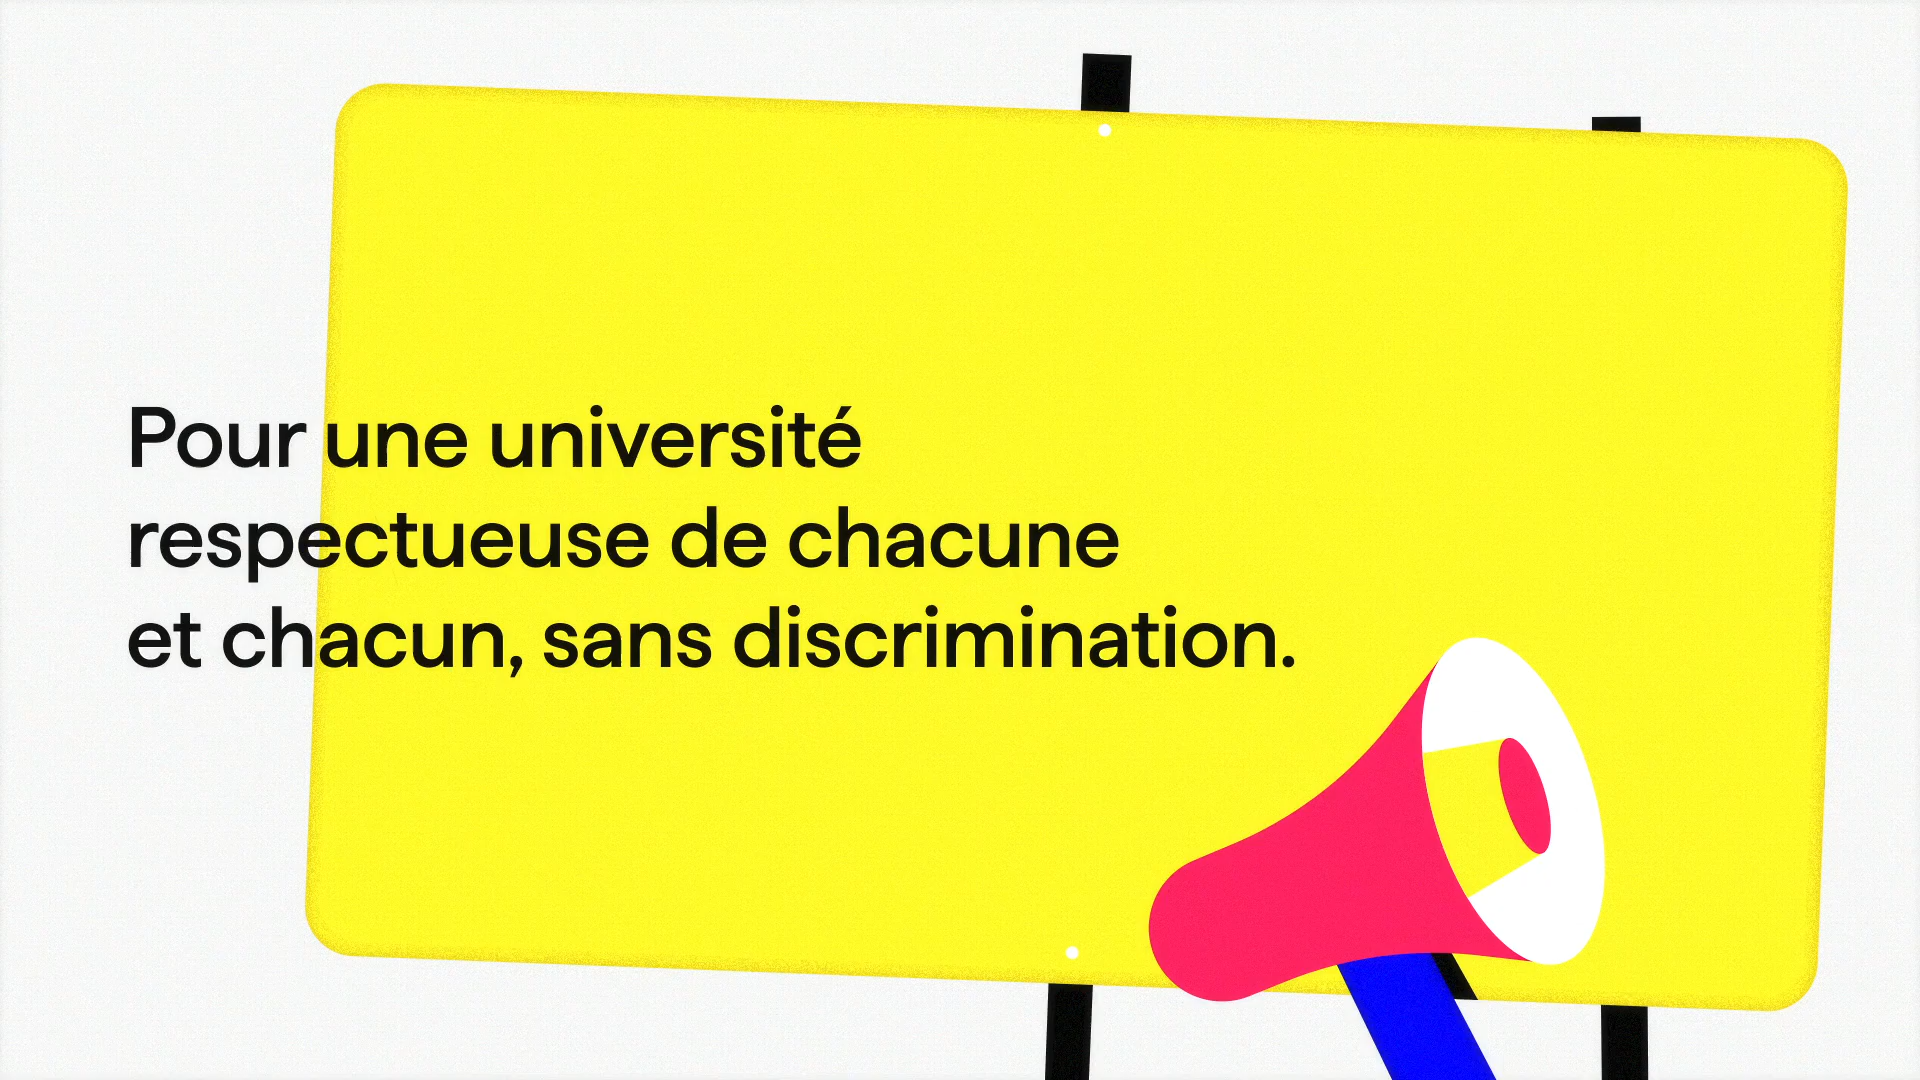 Pour une université
respectueuse de chacune
et chacun, sans discrimination.